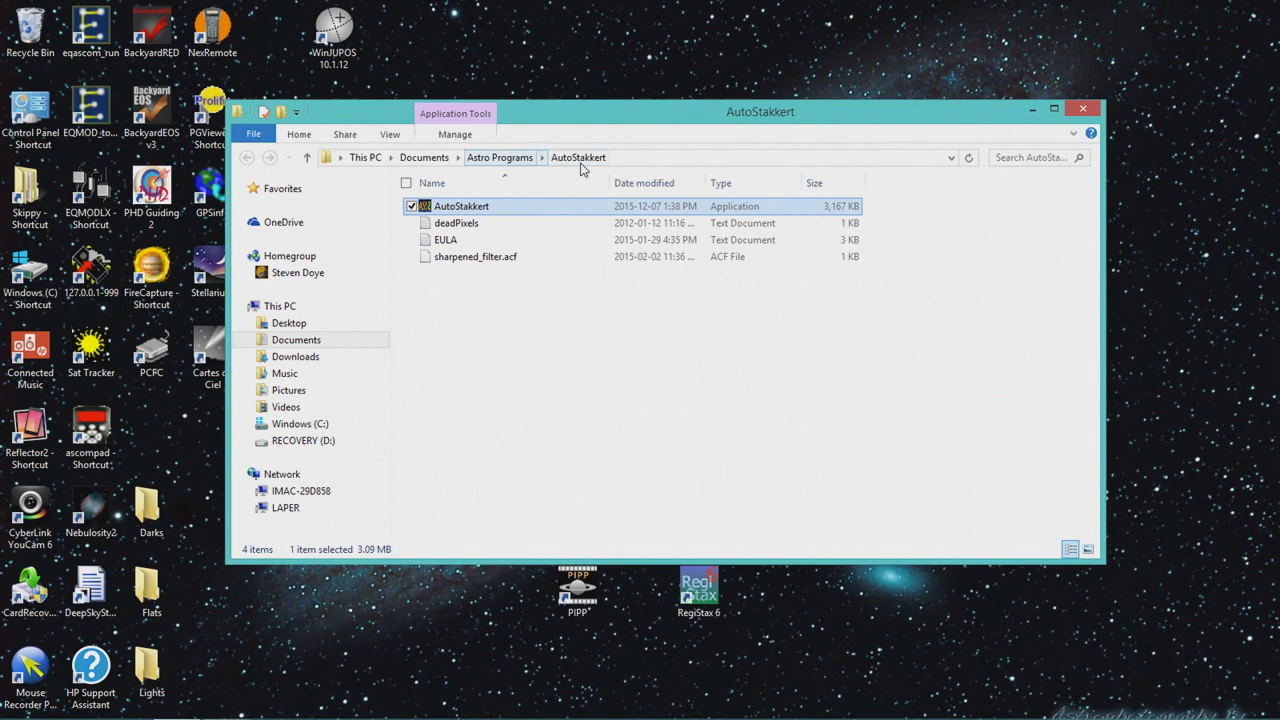 Recycle Bin
eqascom_run
BackyardRED
NexRemote
WinJUPOS
10.1.12
Control Panel
- Shortcut
EQMOD_to...
BackyardEOS
v3
PGViewer
Skippy -
Shortcut
EQMODLX -
Shortcut
PHD Guiding
2
GPSinf
Windows (C)
- Shortcut
127.0.0.1-999
FireCapture -
Shortcut
Stellariu
Connected
Music
Sat Tracker
PCFC
Cartes d
Ciel
Reflector2 -
Shortcut
ascompad -
Shortcut
CyberLink
YouCam 6
Nebulosity2
Darks
CardRecov...
DeepSkySt...
Flats
Mouse
Recorder P...
HP Support
Assistant
Lights
Backyard
EOS
Prolifi
PHD
Application Tools
AutoStakkert
File
Home
Share
View
Manage
This PC
Documents
Astro Programs
AutoStakkert
Search AutoSta...
Name
Date modified
Type
Size
AutoStakkert
2015-12-07 1:38 PM
Application
3,167 KB
deadPixels
2012-01-12 11:16 ...
Text Document
1 KB
EULA
2015-01-29 4:35 PM
Text Document
3 KB
sharpened_filter.acf
2015-02-02 11:36 ...
ACF File
1 KB
Favorites
OneDrive
Homegroup
Steven Doye
This PC
Desktop
Documents
Downloads
Music
Pictures
Videos
Windows (C:)
RECOVERY (D:)
Network
IMAC-29D858
LAPER
4 items
1 item selected 3.09 MB
PIPP
PIPP
Regi
Stax
6
RegiStax 6